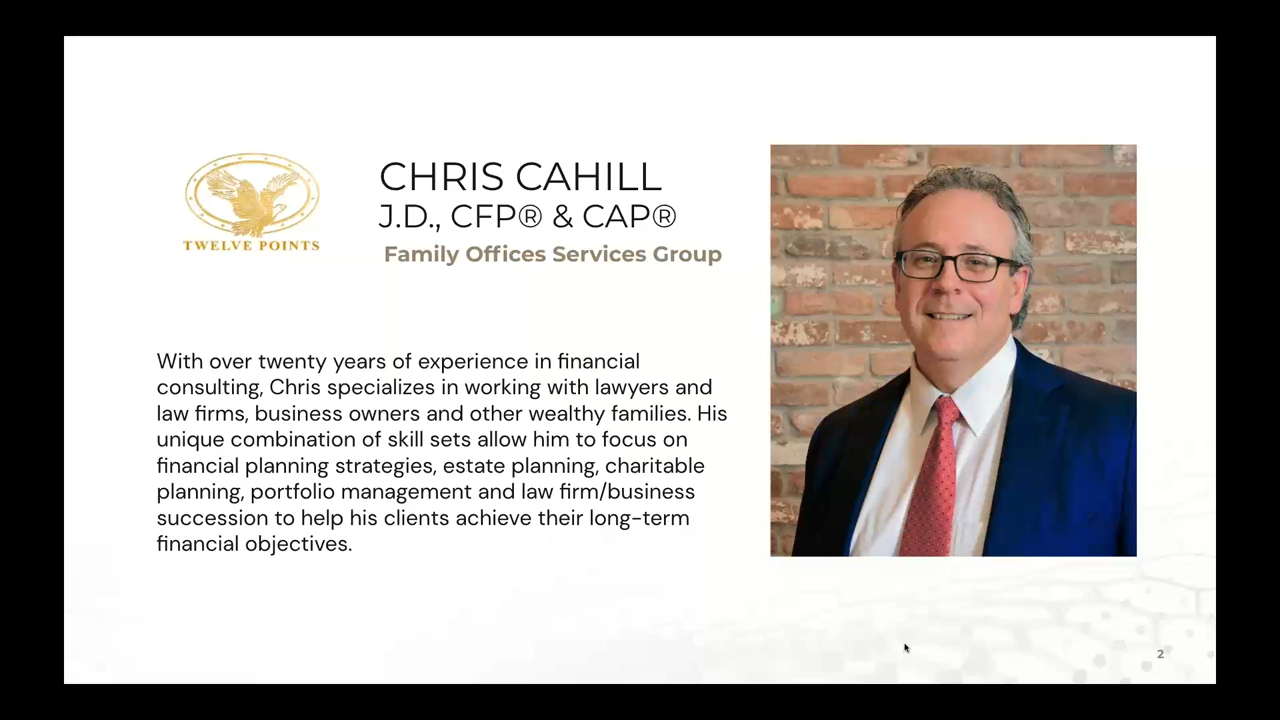 TWELVE POINTS
CHRIS CAHILL
J.D., CFP® & CAP®
Family Offices Services Group
With over twenty years of experience in financial
consulting, Chris specializes in working with lawyers and
law firms, business owners and other wealthy families. His
unique combination of skill sets allow him to focus on
financial planning strategies, estate planning, charitable
planning, portfolio management and law firm/business
succession to help his clients achieve their long-term
financial objectives.
2